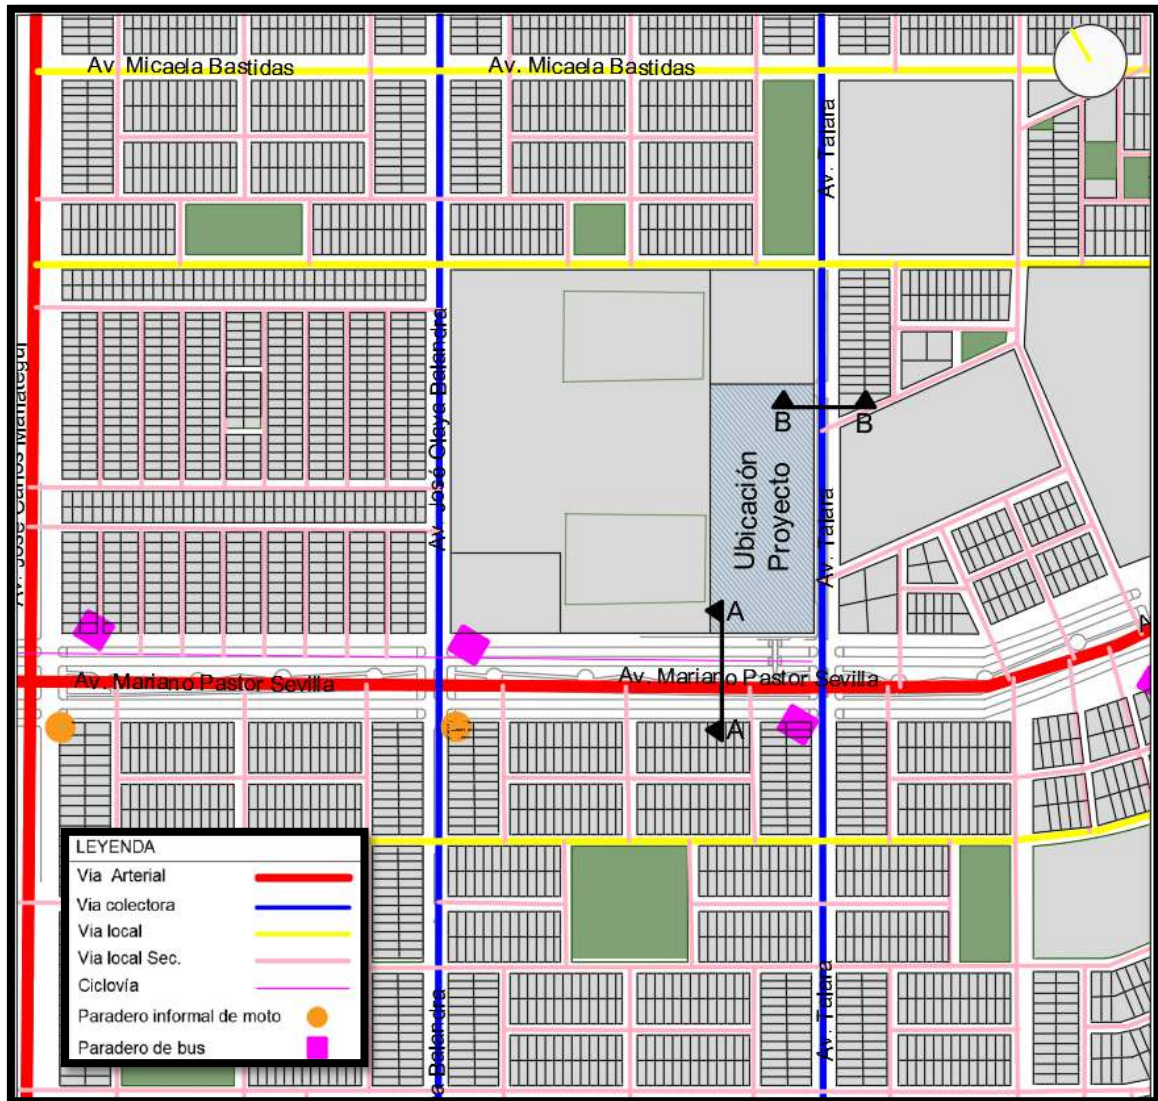 Av. Micaela Bastidas
Av. Micaela Bastidas
Av. Talara
Av. José Carlos Mariategui
Av. José Olaya Balandra
B
B
Ubicación
Proyecto
Av. Talara
A
Av. Mariano Pastor Sevilla
Av. Mariano Pastor Sevilla
A
A
LEYENDA
Via Arterial
Via colectora
Via local
Via local Sec.
Ciclovía
Paradero informal de moto
Paradero de bus
a Balandra
Av. Talara